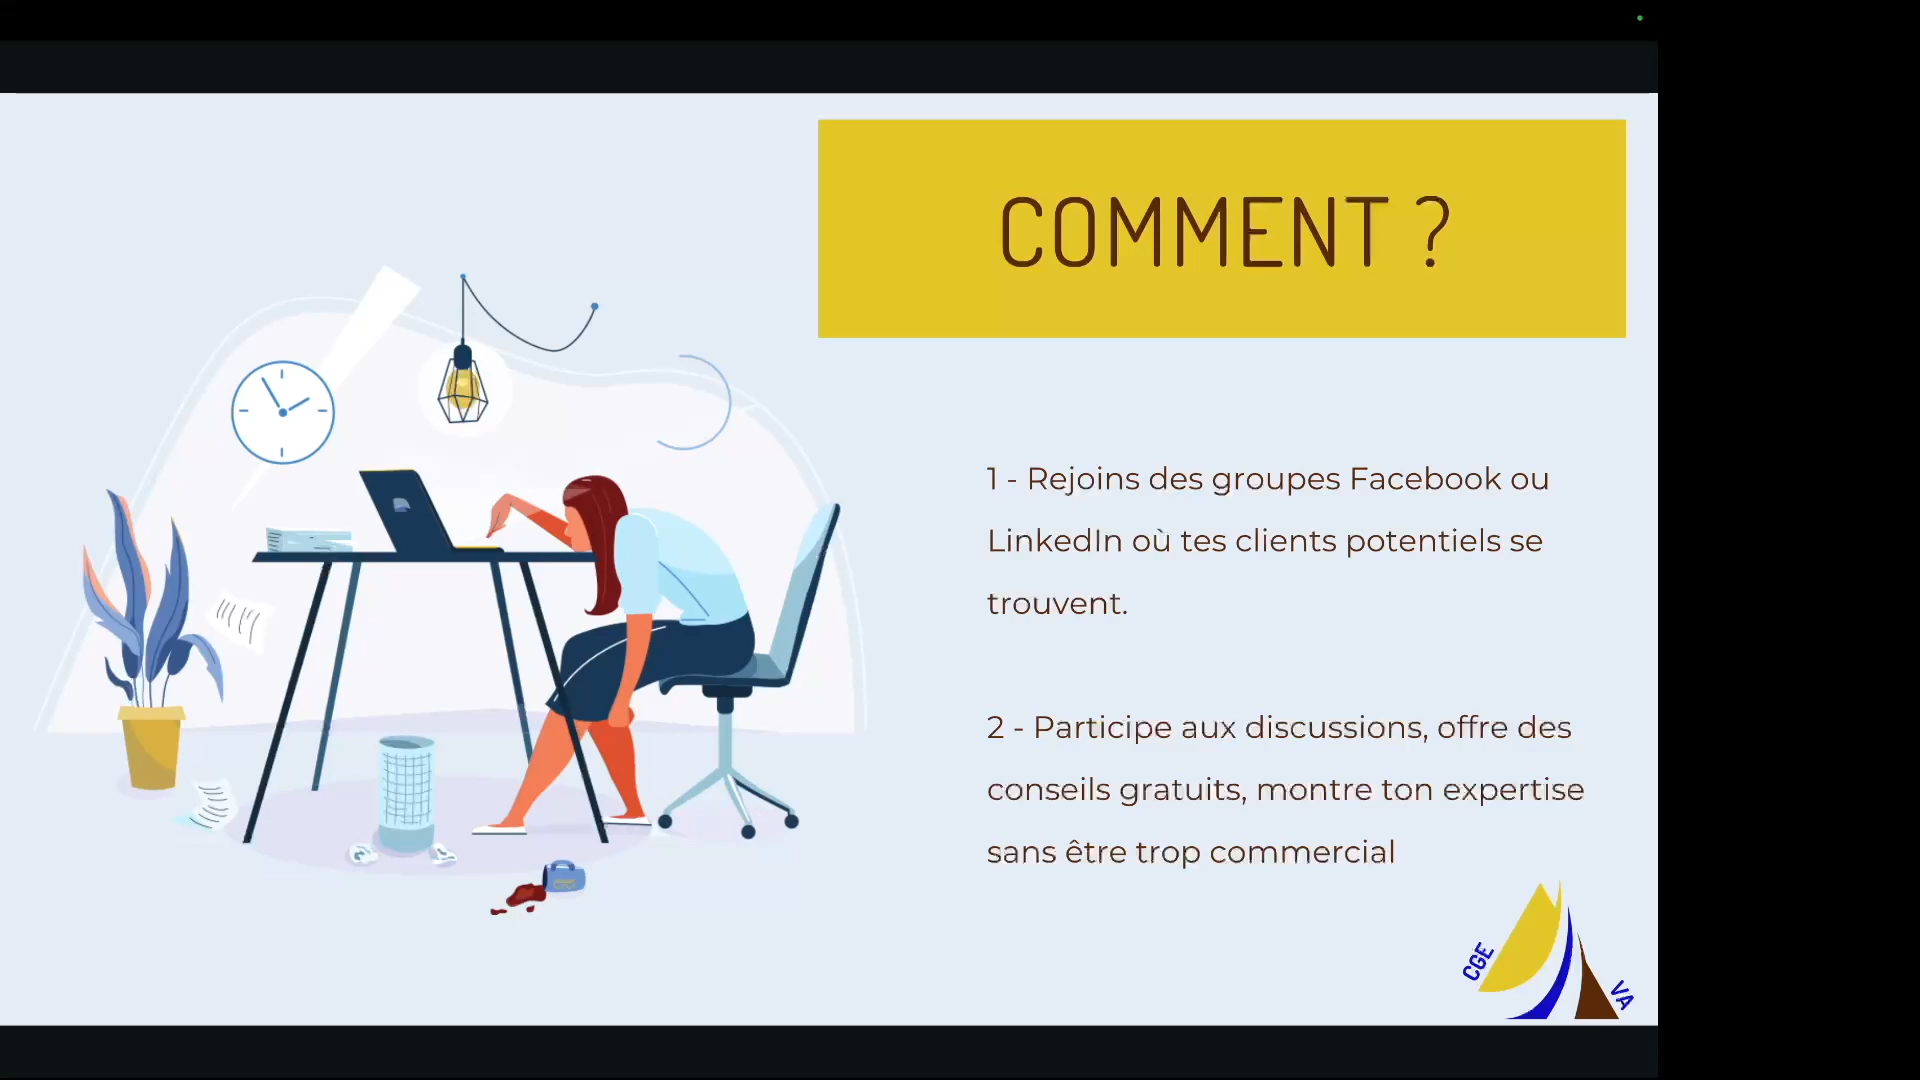 COMMENT ?
1 - Rejoins des groupes Facebook ou
LinkedIn où tes clients potentiels se
trouvent.
2 - Participe aux discussions, offre des
conseils gratuits, montre ton expertise
sans être trop commercial
CGE
VA